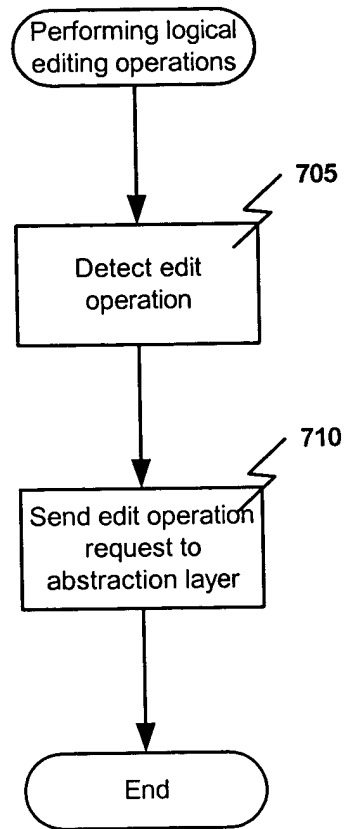 Performing logical
editing operations
705
Detect edit
operation
710
Send edit operation
request to
abstraction layer
End